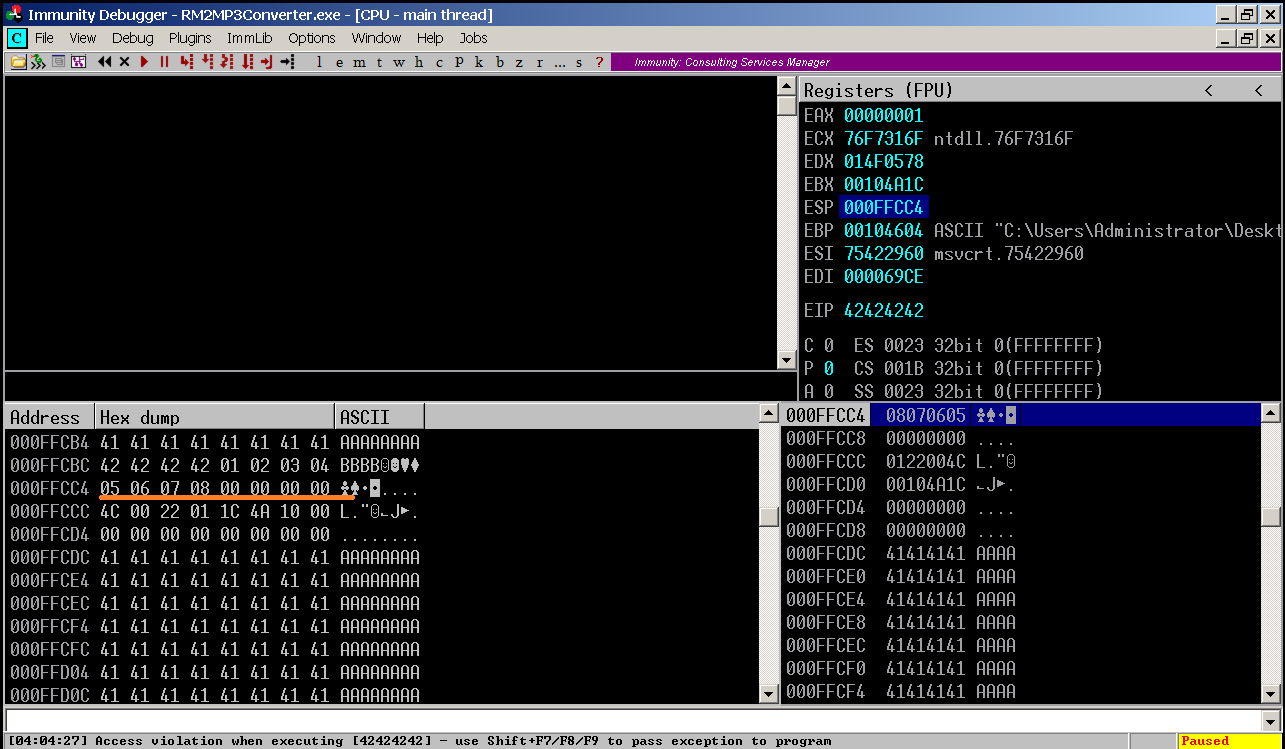 Immunity Debugger - RM2MP3Converter.exe - [CPU - main thread]
C File View Debug Plugins ImmLib Options Window Help Jobs
l e m t w h c P k b z r ... s ? Immunity: Consulting Services Manager
Registers (FPU) < <
EAX 00000001
ECX 76F7316F ntdll.76F7316F
EDX 014F0578
EBX 00104A1C
ESP 000FFCC4
EBP 00104604 ASCII "C:\Users\Administrator\Deskt
ESI 75422960 msvcrt.75422960
EDI 000069CE
EIP 42424242
C 0 ES 0023 32bit 0(FFFFFFFF)
P 0 CS 001B 32bit 0(FFFFFFFF)
A 0 SS 0023 32bit 0(FFFFFFFF)
Address Hex dump ASCII
000FFCB4 41 41 41 41 41 41 41 41 AAAAAAAA
000FFCBC 42 42 42 42 01 02 03 04 BBBB☺☻♥♦
000FFCC4 05 06 07 08 00 00 00 00 ♣♠•◘....
000FFCCC 4C 00 22 01 1C 4A 10 00 L."☺∟J►.
000FFCD4 00 00 00 00 00 00 00 00 ........
000FFCDC 41 41 41 41 41 41 41 41 AAAAAAAA
000FFCE4 41 41 41 41 41 41 41 41 AAAAAAAA
000FFCEC 41 41 41 41 41 41 41 41 AAAAAAAA
000FFCF4 41 41 41 41 41 41 41 41 AAAAAAAA
000FFCFC 41 41 41 41 41 41 41 41 AAAAAAAA
000FFD04 41 41 41 41 41 41 41 41 AAAAAAAA
000FFD0C 41 41 41 41 41 41 41 41 AAAAAAAA
000FFCC4 08070605 ♣♠•◘
000FFCC8 00000000 ....
000FFCCC 0122004C L."☺
000FFCD0 00104A1C ∟J►.
000FFCD4 00000000 ....
000FFCD8 00000000 ....
000FFCDC 41414141 AAAA
000FFCE0 41414141 AAAA
000FFCE4 41414141 AAAA
000FFCE8 41414141 AAAA
000FFCEC 41414141 AAAA
000FFCF0 41414141 AAAA
000FFCF4 41414141 AAAA
[04:04:27] Access violation when executing [42424242] - use Shift+F7/F8/F9 to pass exception to program
Paused